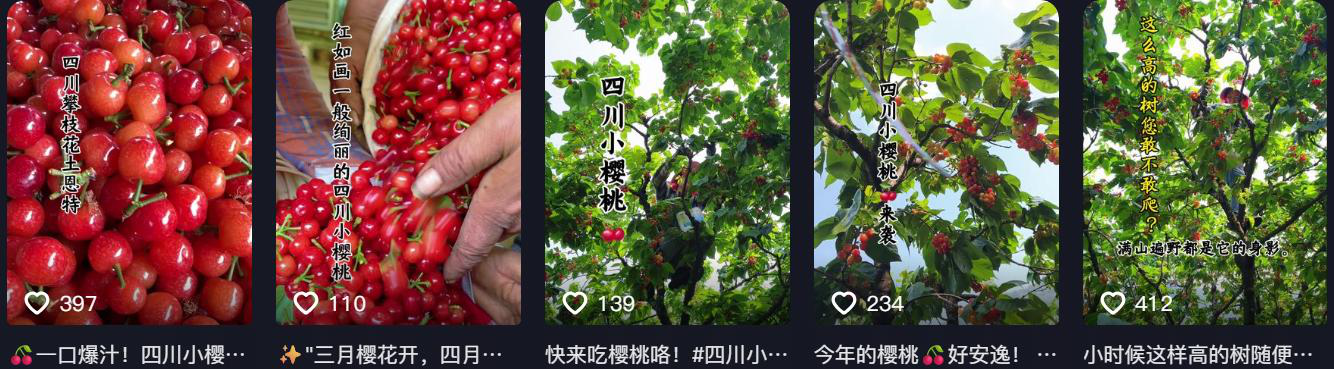 四川攀枝花土恩特
397
🍒一口爆汁！四川小樱…
红如画一般绚丽的四川小樱桃
110
✨"三月樱花开，四月…
四川小樱桃
139
快来吃樱桃咯！#四川小…
四川小樱桃
来袭
234
今年的樱桃🍒好安逸！ …
这么高的树您敢不敢爬？
满山遍野都是它的身影。
412
小时候这样高的树随便…